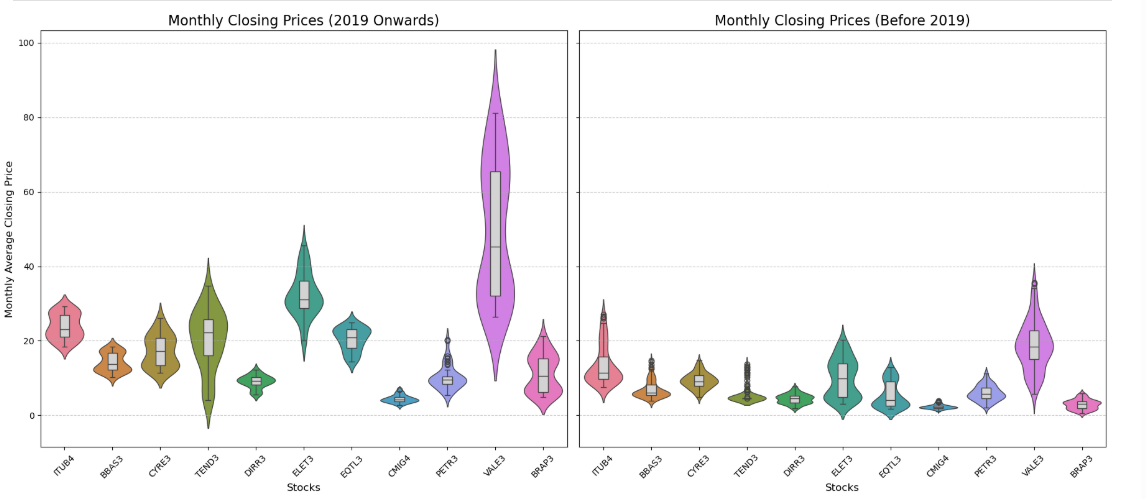 Monthly Closing Prices (2019 Onwards)
Monthly Average Closing Price
100
80
60
40
20
0
ITUB4
BBAS3
CYRE3
TEND3
DIRR3
ELET3
EQTL3
CMIG4
PETR3
VALE3
BRAP3
Stocks
Monthly Closing Prices (Before 2019)
ITUB4
BBAS3
CYRE3
TEND3
DIRR3
ELET3
EQTL3
CMIG4
PETR3
VALE3
BRAP3
Stocks